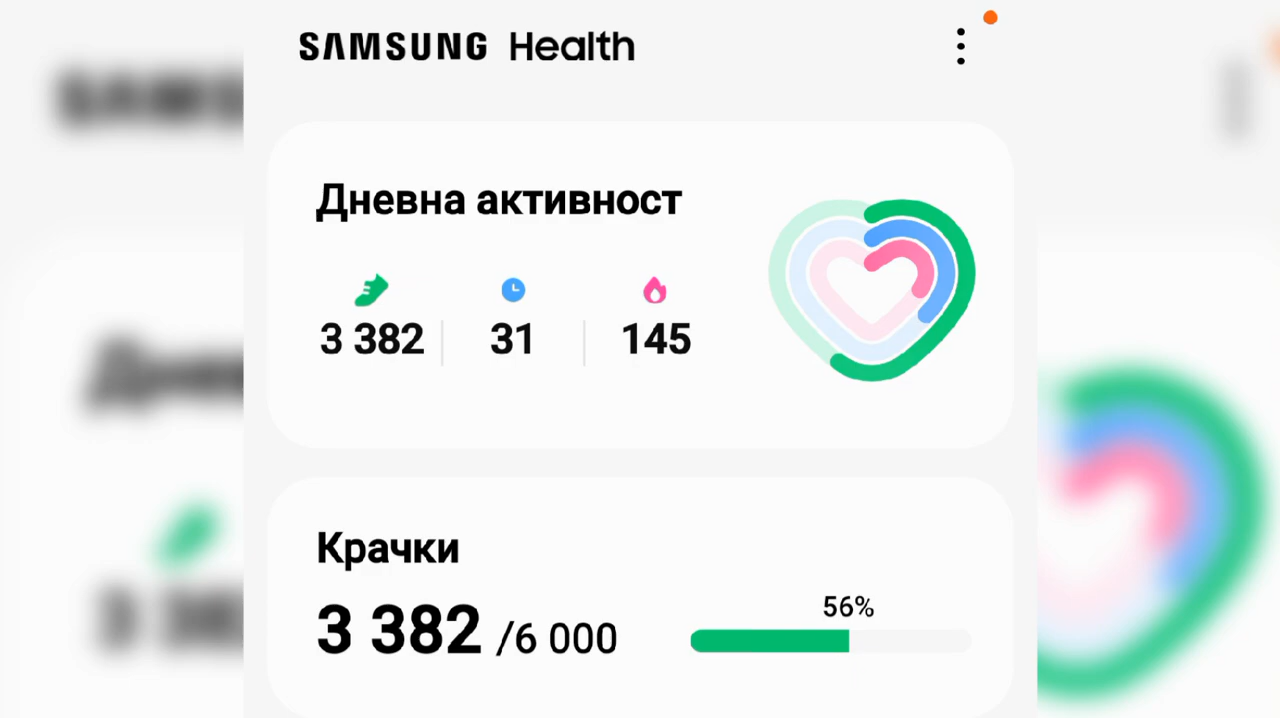 SAMSUNG Health
Дневна активност
3 382 31 145
Крачки
56%
3 382 /6 000